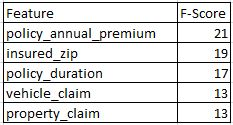 Feature F-Score
policy_annual_premium 21
insured_zip 19
policy_duration 17
vehicle_claim 13
property_claim 13